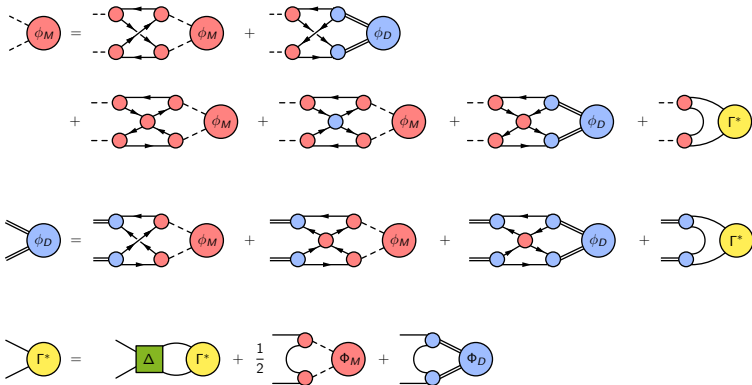 ϕM = ϕM + ϕD
+ ϕM + ϕM + ϕD + Γ*
ϕD = ϕM + ϕM + ϕD + Γ*
Γ* = Δ Γ* + 1/2 ΦM + ΦD